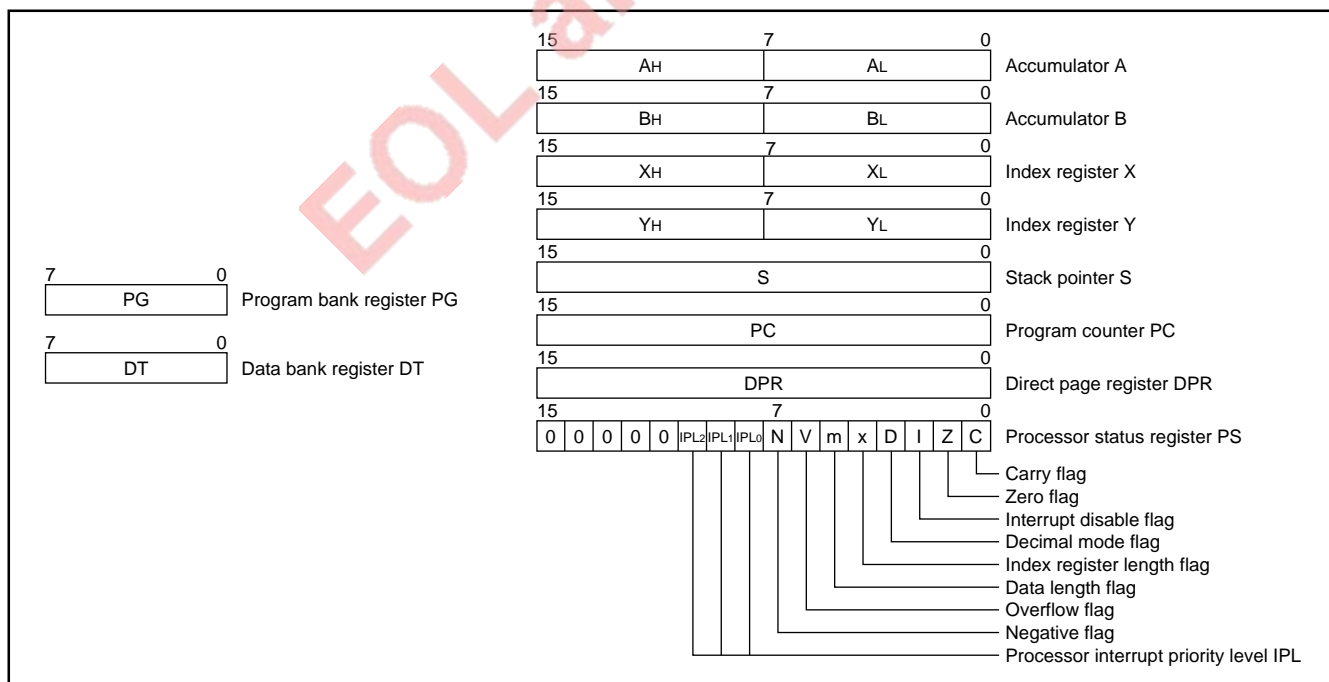 15 7 0
AH AL Accumulator A
15 7 0
BH BL Accumulator B
15 7 0
XH XL Index register X
15 7 0
YH YL Index register Y
15 0
S Stack pointer S
7 0
PG Program bank register PG
15 0
PC Program counter PC
7 0
DT Data bank register DT
15 0
DPR Direct page register DPR
15 7 0
0 0 0 0 0 IPL2 IPL1 IPL0 N V m x D I Z C Processor status register PS
Carry flag
Zero flag
Interrupt disable flag
Decimal mode flag
Index register length flag
Data length flag
Overflow flag
Negative flag
Processor interrupt priority level IPL
EOL